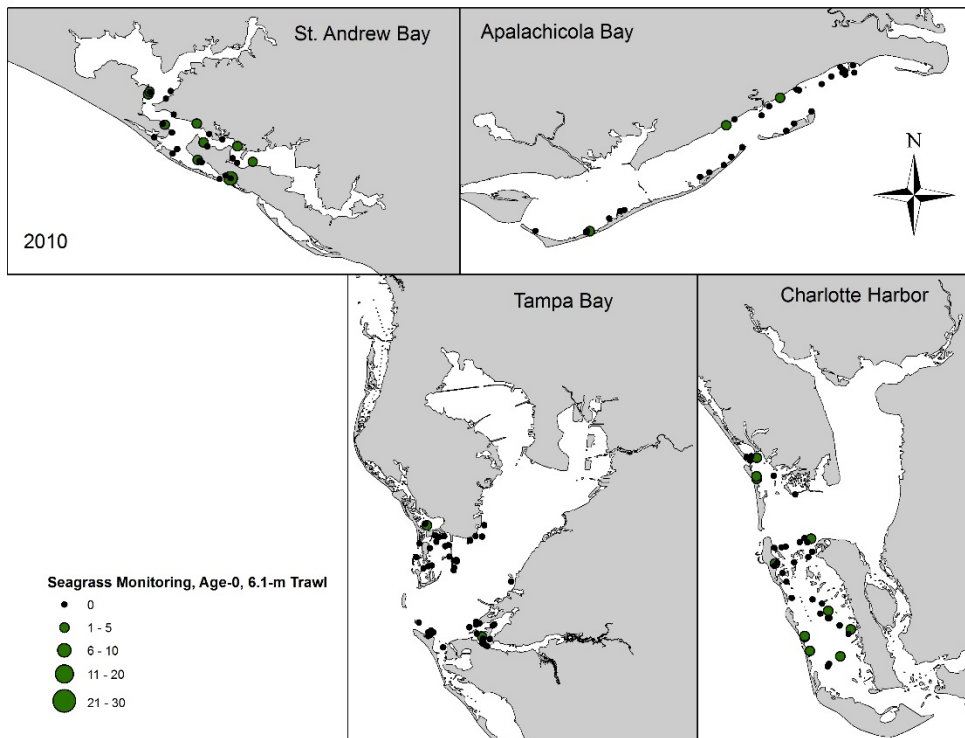 St. Andrew Bay
Apalachicola Bay
N
2010
Tampa Bay
Charlotte Harbor
Seagrass Monitoring, Age-0, 6.1-m Trawl
0
1 - 5
6 - 10
11 - 20
21 - 30